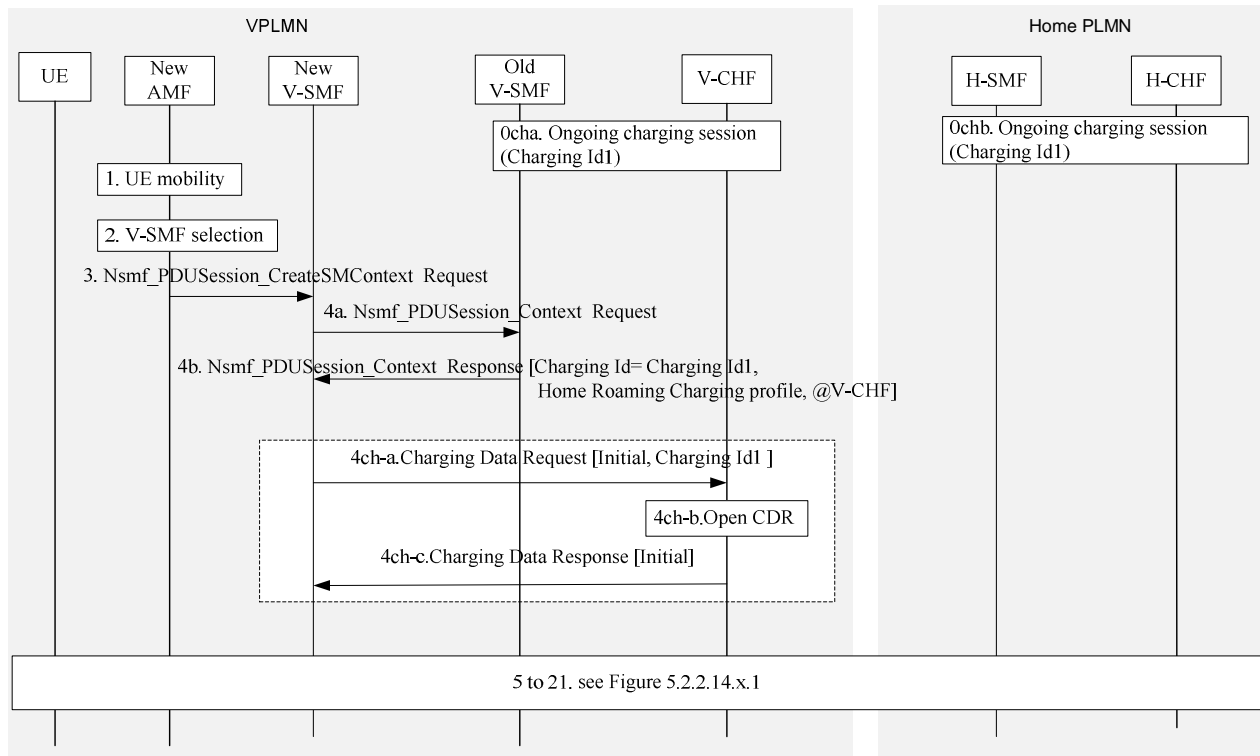 VPLMN
Home PLMN
UE
New
AMF
New
V-SMF
Old
V-SMF
V-CHF
H-SMF
H-CHF
0cha. Ongoing charging session
(Charging Id1)
0chb. Ongoing charging session
(Charging Id1)
1. UE mobility
2. V-SMF selection
3. Nsmf_PDUSession_CreateSMContext Request
4a. Nsmf_PDUSession_Context Request
4b. Nsmf_PDUSession_Context Response [Charging Id= Charging Id1,
Home Roaming Charging profile, @V-CHF]
4ch-a.Charging Data Request [Initial, Charging Id1 ]
4ch-b.Open CDR
4ch-c.Charging Data Response [Initial]
5 to 21. see Figure 5.2.2.14.x.1